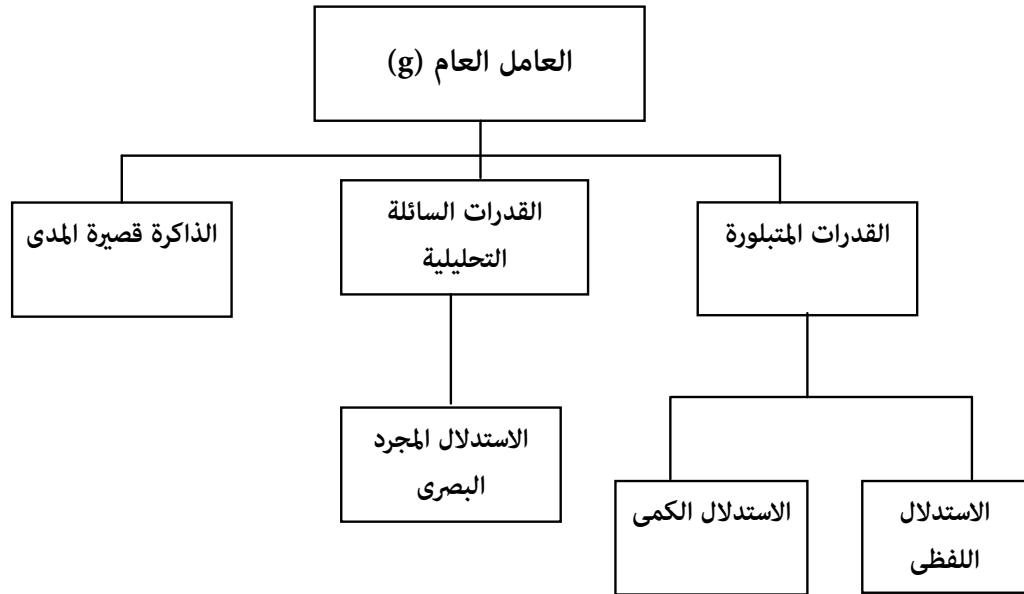 العامل العام (g)
القدرات المتبلورة
القدرات السائلة
التحليلية
الذاكرة قصيرة المدى
الاستدلال المجرد
البصرى
الاستدلال
اللفظى
الاستدلال الكمى